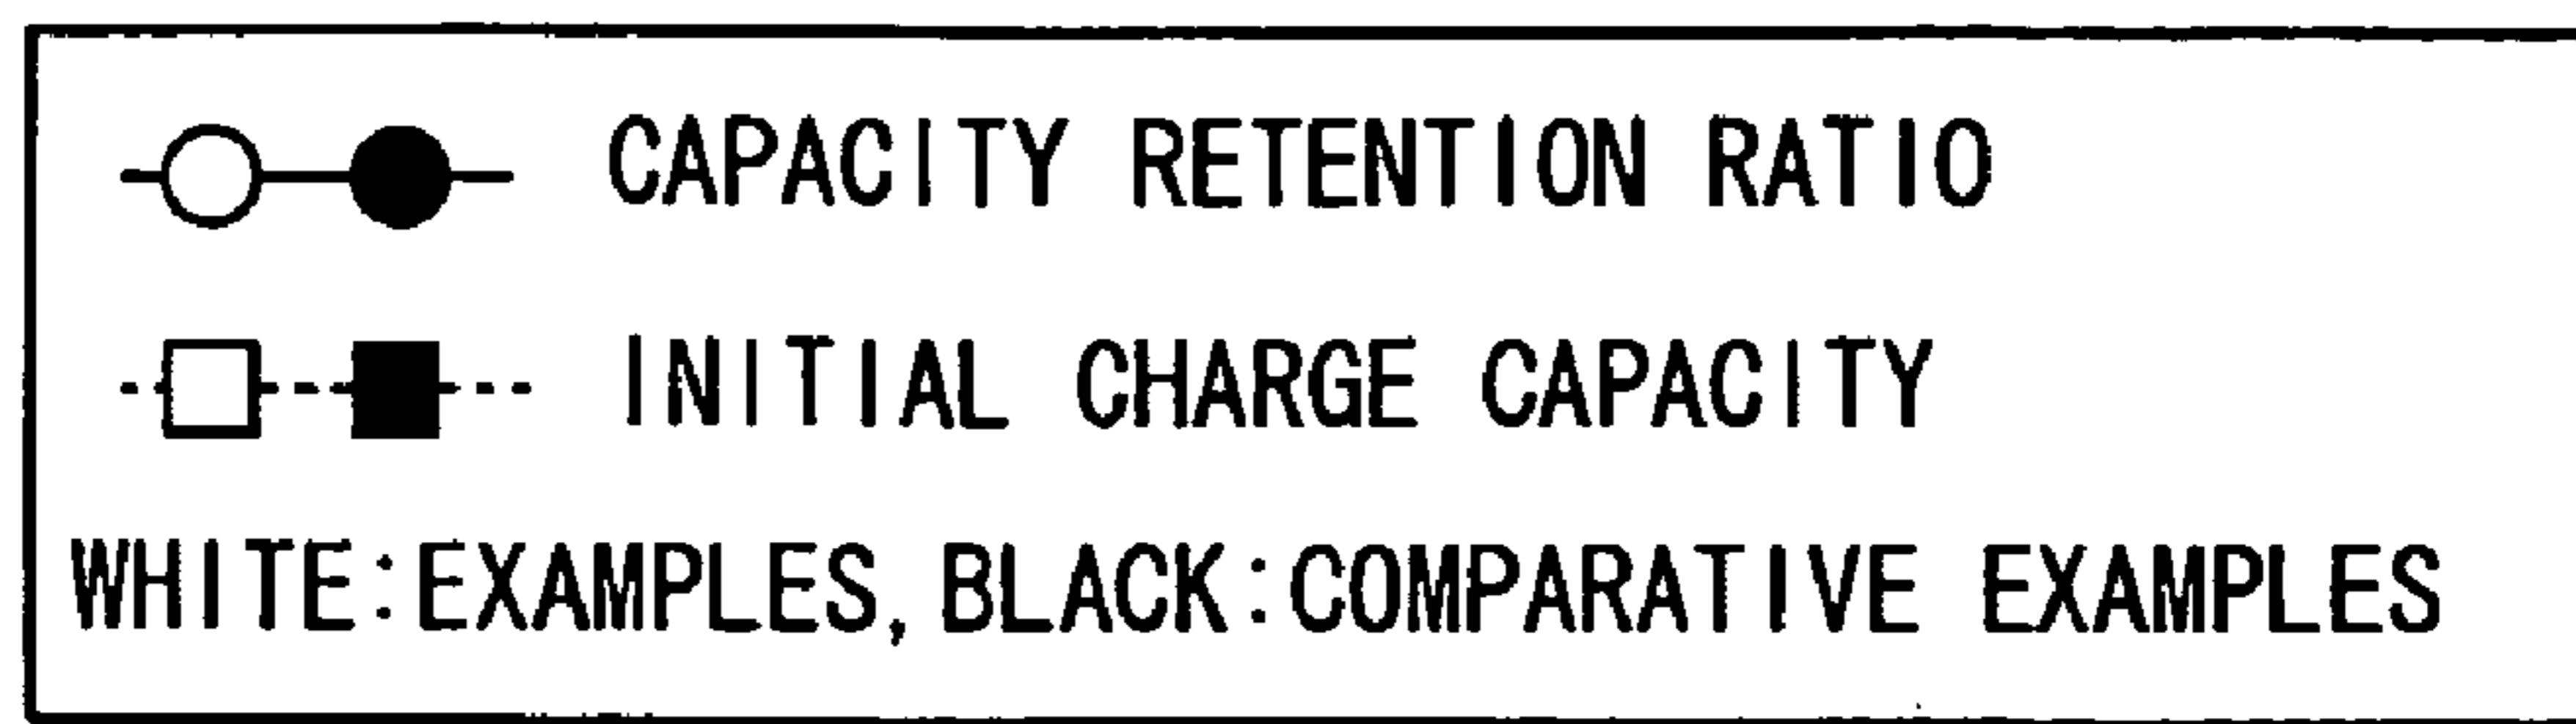 CAPACITY RETENTION RATIO
INITIAL CHARGE CAPACITY
WHITE:EXAMPLES, BLACK:COMPARATIVE EXAMPLES